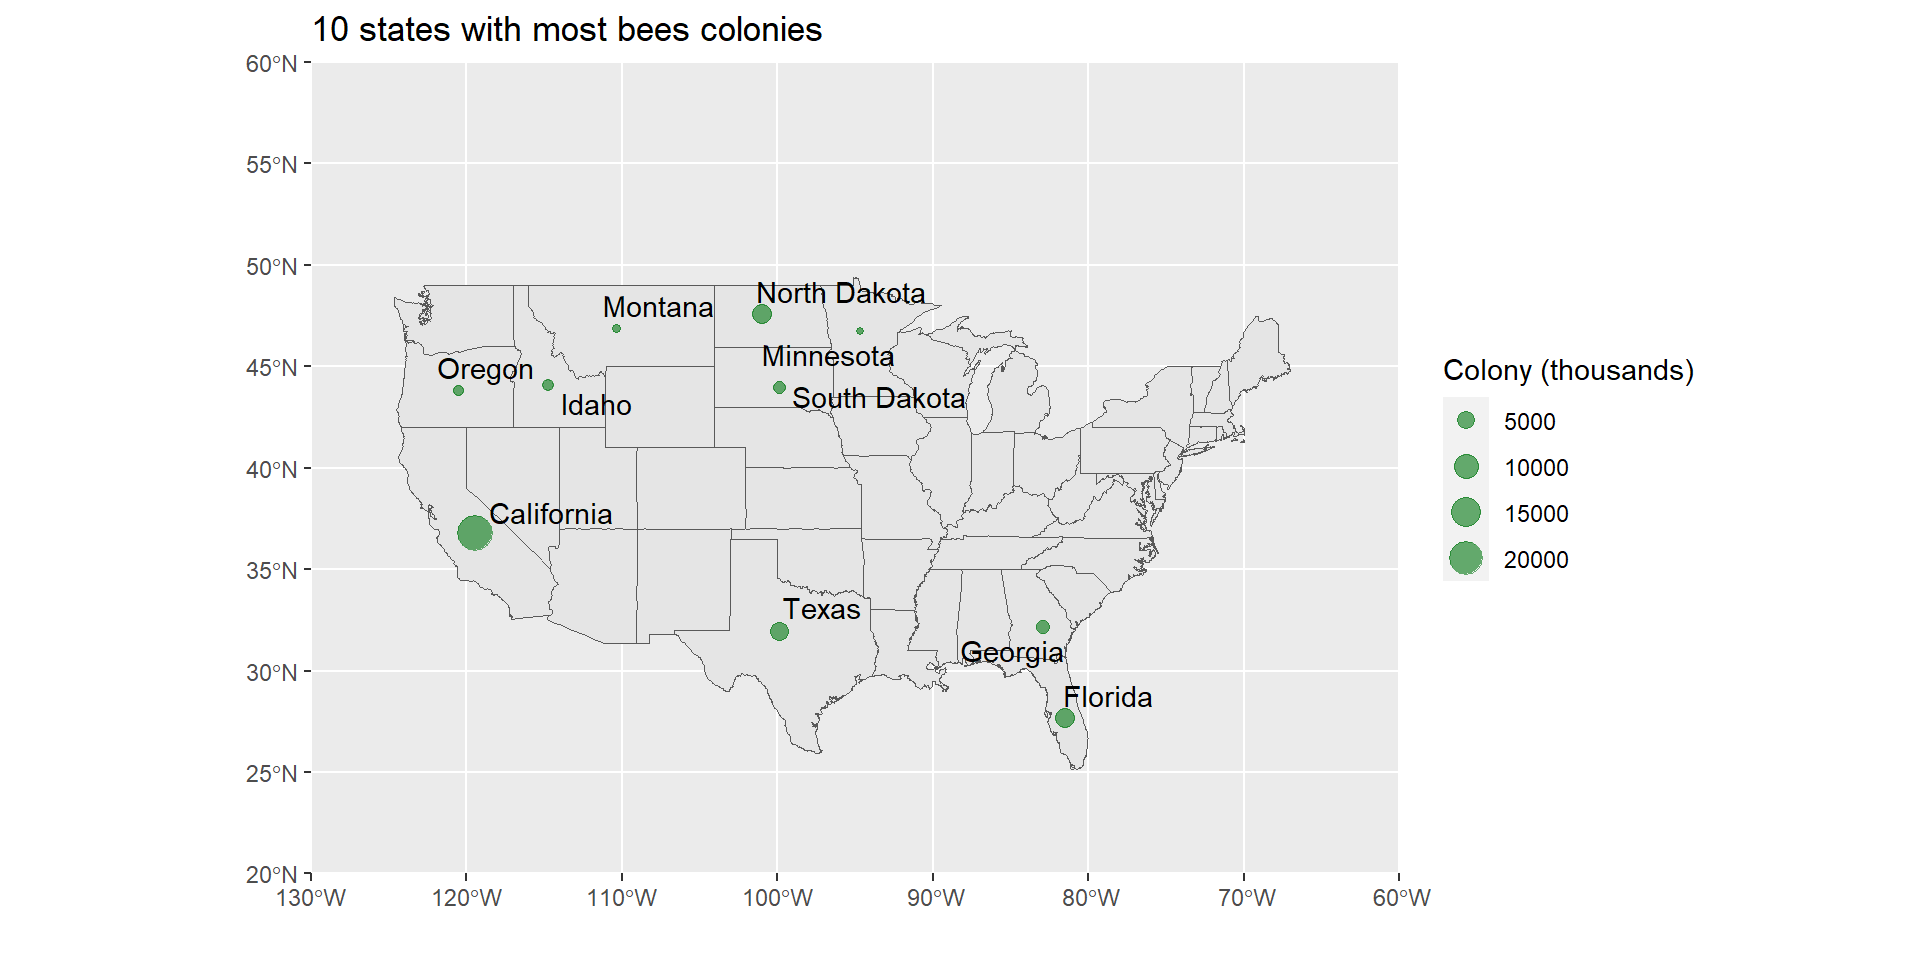 10 states with most bees colonies
60°N
55°N
50°N
45°N
40°N
35°N
30°N
25°N
20°N
North Dakota
Montana
Minnesota
Oregon
South Dakota
Idaho
California
Texas
Georgia
Florida
130°W
120°W
110°W
100°W
90°W
80°W
70°W
60°W
Colony (thousands)
5000
10000
15000
20000